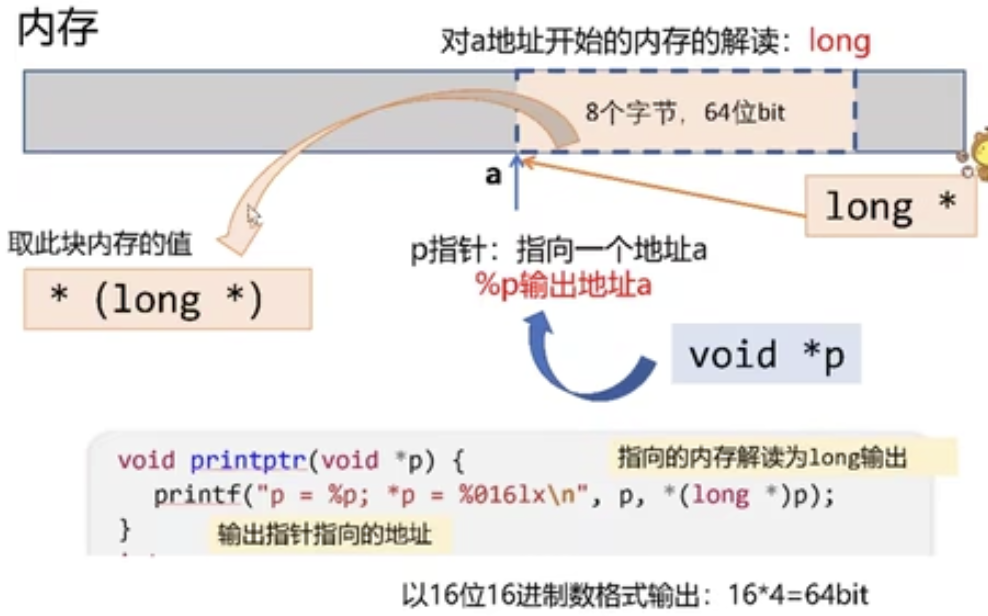 内存
对a地址开始的内存的解读：long
8个字节，64位bit
a
long *
取此块内存的值
* (long *)
p指针：指向一个地址a
%p输出地址a
void *p
void printptr(void *p) {
指向的内存解读为long输出
printf("p = %p; *p = %016lx\n", p, *(long *)p);
}
输出指针指向的地址
以16位16进制数格式输出：16*4=64bit